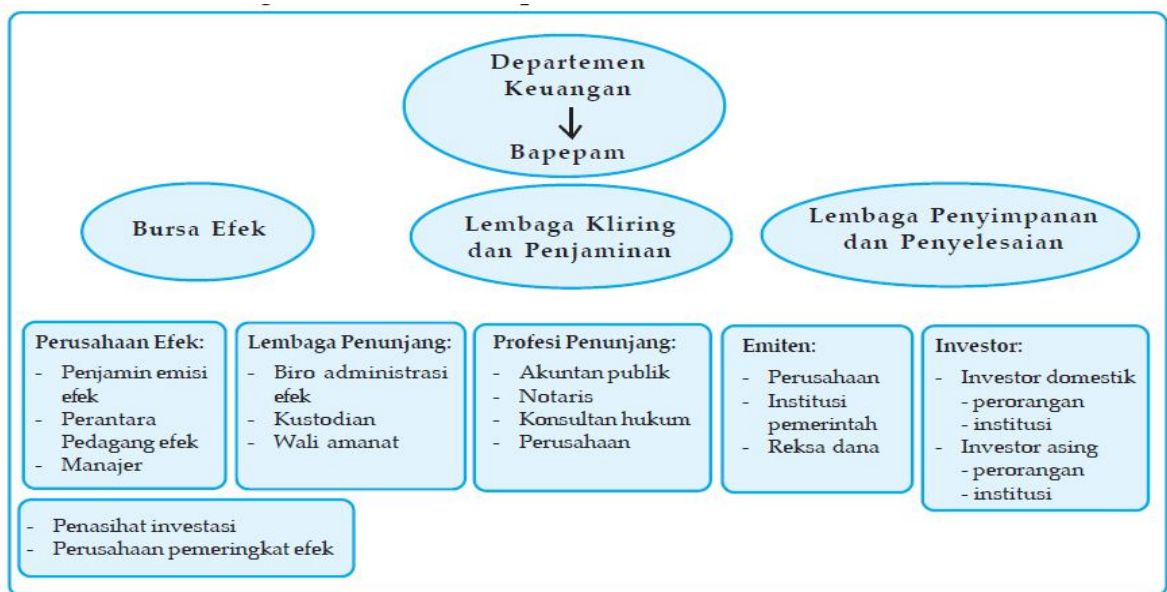 Departemen
Keuangan
↓
Bapepam
Bursa Efek
Lembaga Kliring
dan Penjaminan
Lembaga Penyimpanan
dan Penyelesaian
Perusahaan Efek:
- Penjamin emisi
efek
- Perantara
Pedagang efek
- Manajer
Lembaga Penunjang:
- Biro administrasi
efek
- Kustodian
- Wali amanat
Profesi Penunjang:
- Akuntan publik
- Notaris
- Konsultan hukum
- Perusahaan
Emiten:
- Perusahaan
- Institusi
pemerintah
- Reksa dana
Investor:
- Investor domestik
- perorangan
- institusi
- Investor asing
- perorangan
- institusi
- Penasihat investasi
- Perusahaan pemeringkat efek